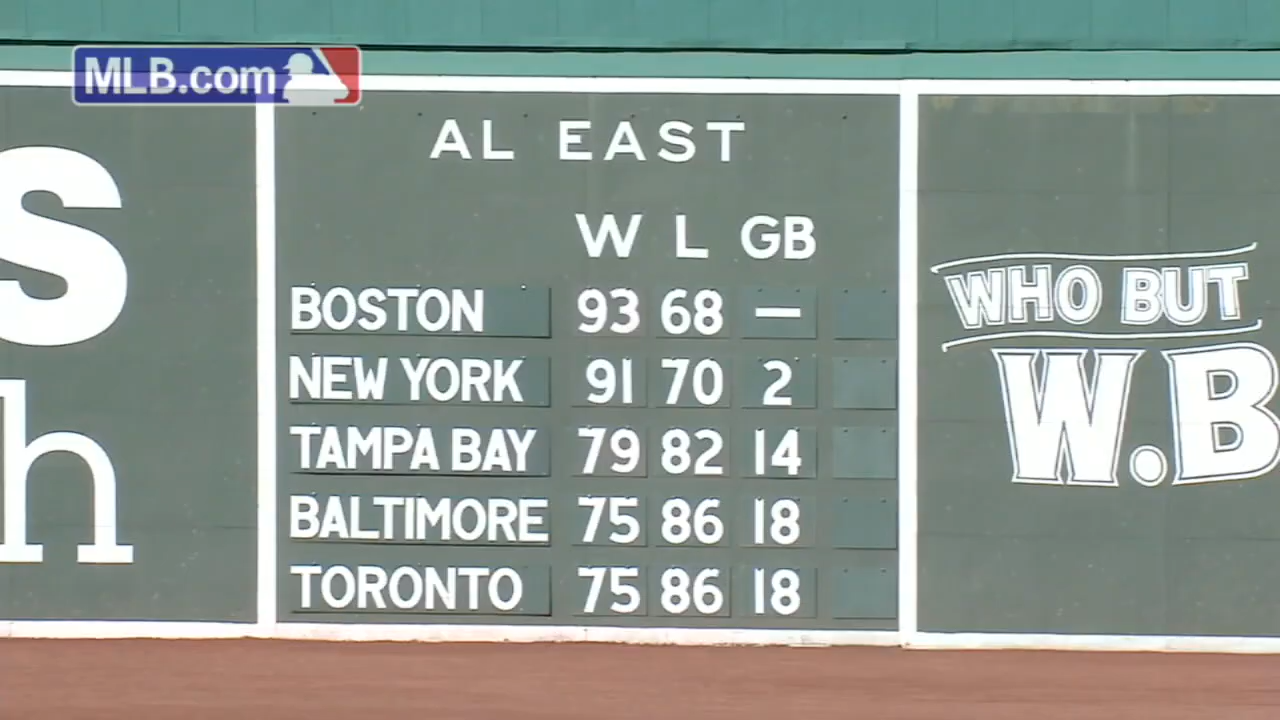 MLB.com
AL EAST
W L GB
BOSTON 93 68 —
NEW YORK 91 70 2
TAMPA BAY 79 82 14
BALTIMORE 75 86 18
TORONTO 75 86 18
s
h
WHO BUT
W.B